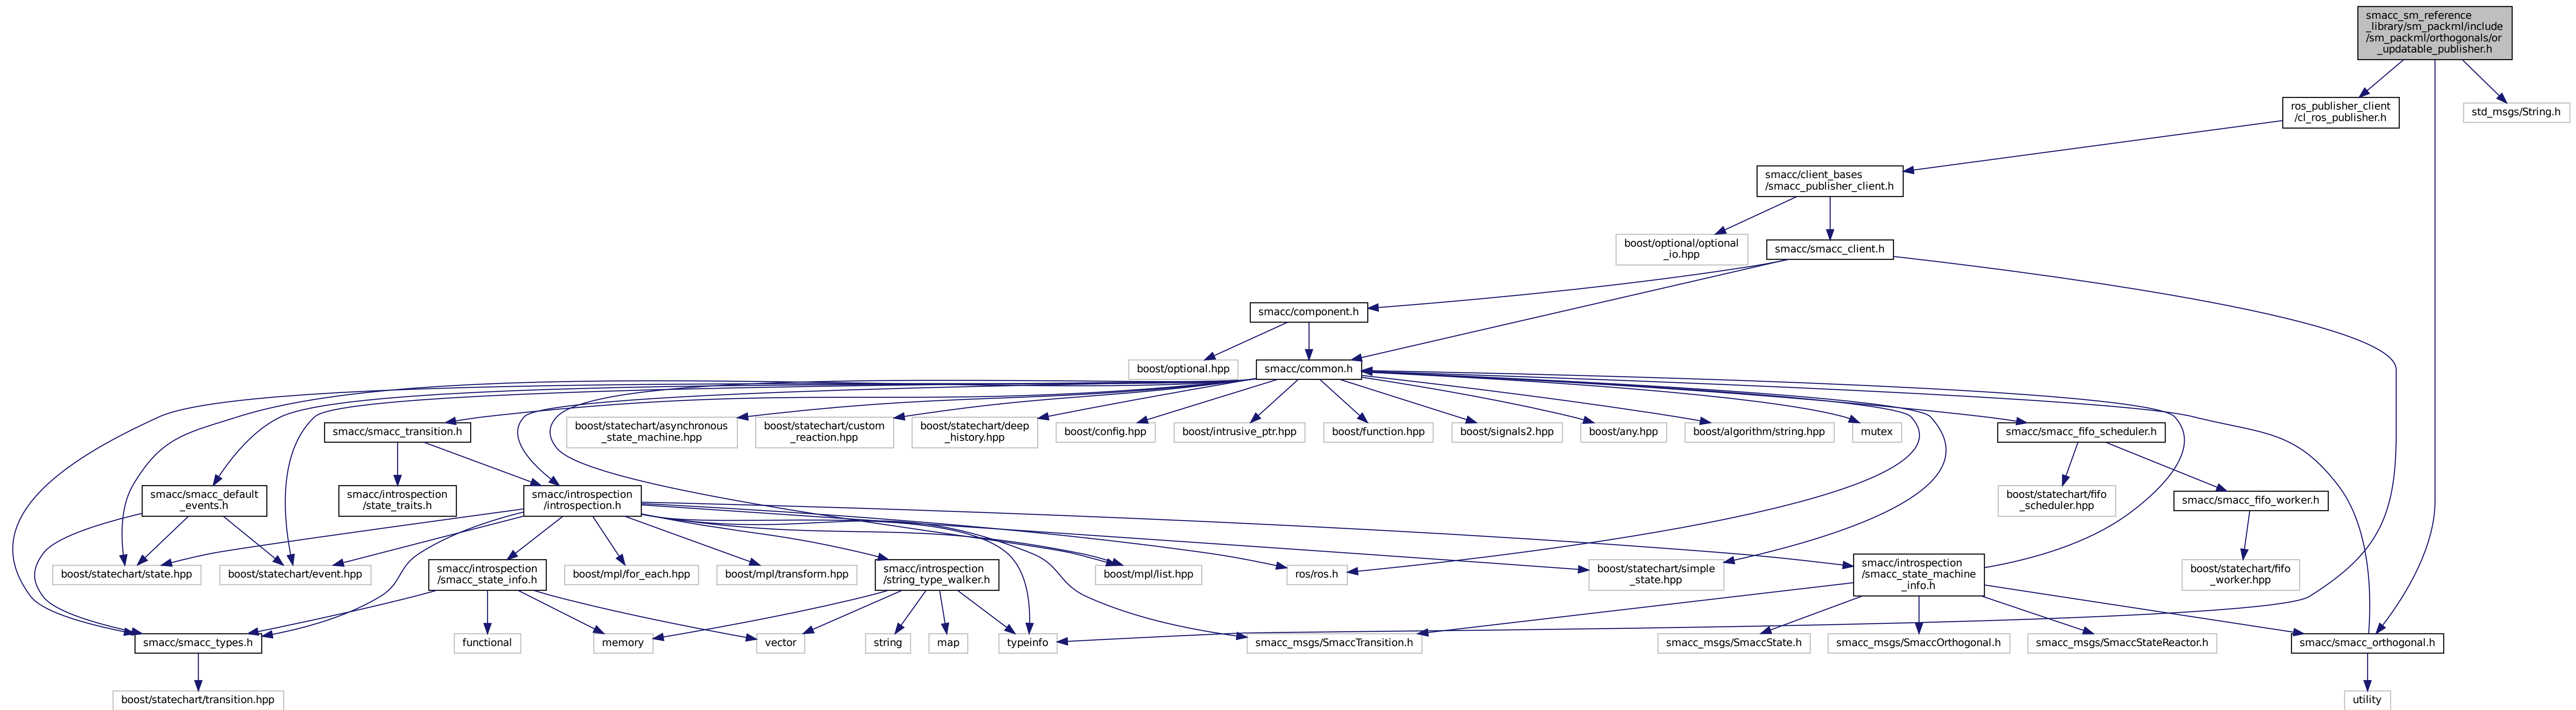 smacc_sm_reference
_library/sm_packml/include
/sm_packml/orthogonals/or
_updatable_publisher.h
ros_publisher_client
/cl_ros_publisher.h
std_msgs/String.h
smacc/client_bases
/smacc_publisher_client.h
boost/optional/optional
_io.hpp
smacc/smacc_client.h
smacc/component.h
boost/optional.hpp
smacc/common.h
smacc/smacc_transition.h
boost/statechart/asynchronous
_state_machine.hpp
boost/statechart/custom
_reaction.hpp
boost/statechart/deep
_history.hpp
boost/config.hpp
boost/intrusive_ptr.hpp
boost/function.hpp
boost/signals2.hpp
boost/any.hpp
boost/algorithm/string.hpp
mutex
smacc/smacc_fifo_scheduler.h
smacc/smacc_default
_events.h
smacc/introspection
/state_traits.h
smacc/introspection
/introspection.h
boost/statechart/fifo
_scheduler.hpp
smacc/smacc_fifo_worker.h
boost/statechart/state.hpp
boost/statechart/event.hpp
smacc/introspection
/smacc_state_info.h
boost/mpl/for_each.hpp
boost/mpl/transform.hpp
smacc/introspection
/string_type_walker.h
boost/mpl/list.hpp
ros/ros.h
boost/statechart/simple
_state.hpp
smacc/introspection
/smacc_state_machine
_info.h
boost/statechart/fifo
_worker.hpp
smacc/smacc_types.h
functional
memory
vector
string
map
typeinfo
smacc_msgs/SmaccTransition.h
smacc_msgs/SmaccState.h
smacc_msgs/SmaccOrthogonal.h
smacc_msgs/SmaccStateReactor.h
smacc/smacc_orthogonal.h
boost/statechart/transition.hpp
utility